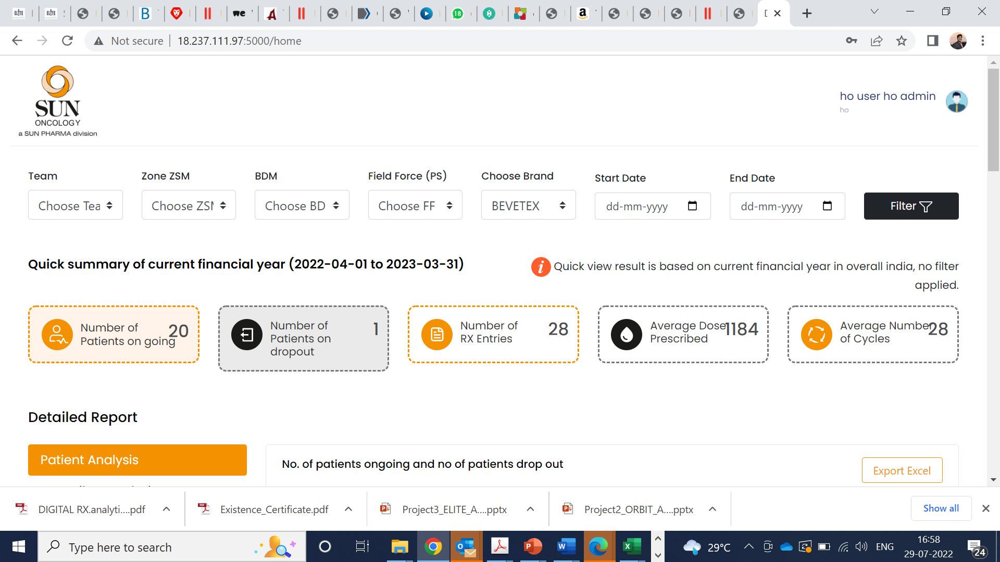 Not secure
18.237.111.97:5000/home
SUN
ONCOLOGY
a SUN PHARMA division
ho user ho admin
ho
Team
Zone ZSM
BDM
Field Force (PS)
Choose Brand
Start Date
End Date
Choose Tea
Choose ZSM
Choose BD
Choose FF
BEVETEX
dd-mm-yyyy
dd-mm-yyyy
Filter
Quick summary of current financial year (2022-04-01 to 2023-03-31)
i Quick view result is based on current financial year in overall india, no filter
applied.
Number of
Patients on going
20
Number of
Patients on
dropout
1
Number of
RX Entries
28
Average Dose
Prescribed
1184
Average Number
of Cycles
28
Detailed Report
Patient Analysis
No. of patients ongoing and no of patients drop out
Export Excel
DIGITAL RX.analyti....pdf
Existence_Certificate.pdf
Project3_ELITE_A....pptx
Project2_ORBIT_A....pptx
Show all
Type here to search
29°C
ENG
16:58
29-07-2022
24